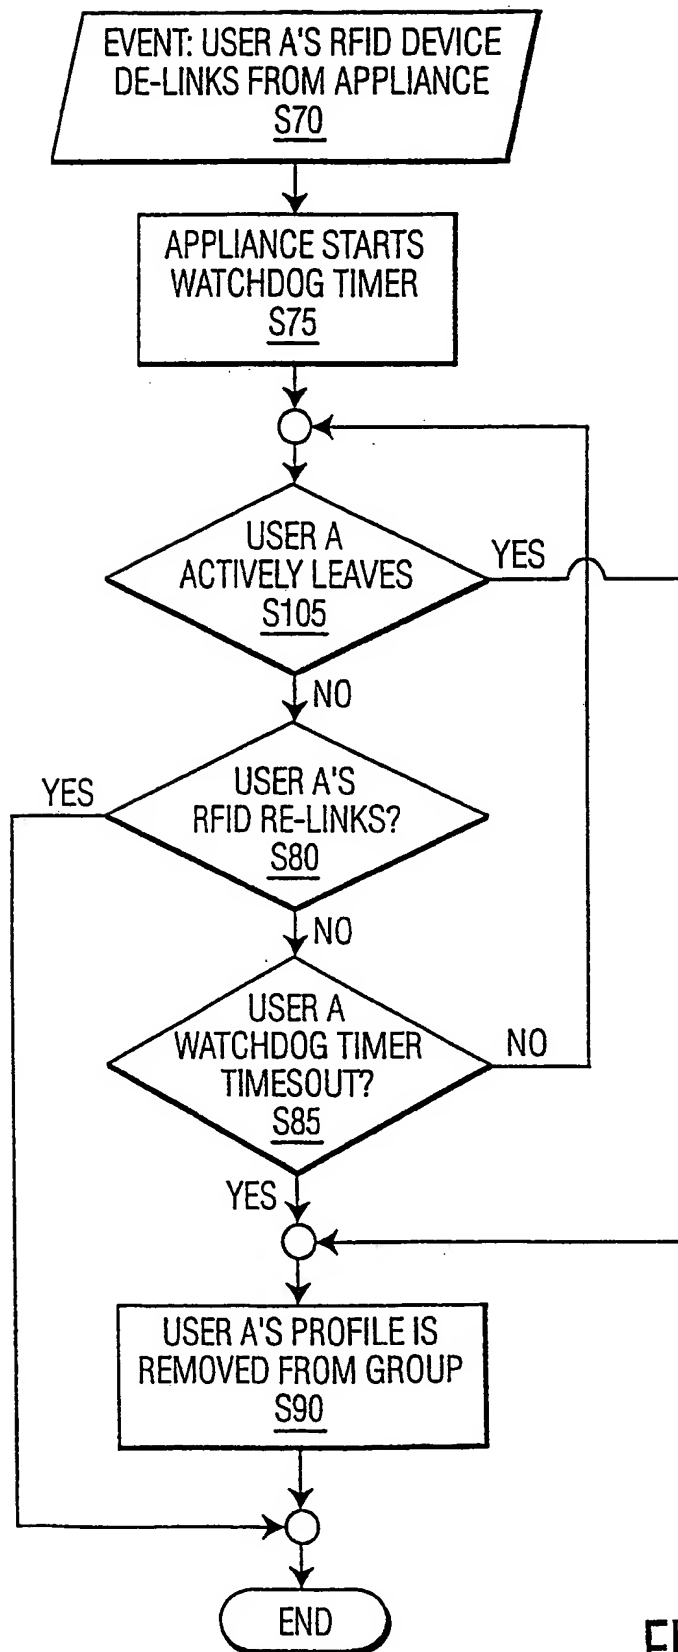 EVENT: USER A'S RFID DEVICE
DE-LINKS FROM APPLIANCE
S70
APPLIANCE STARTS
WATCHDOG TIMER
S75
USER A
ACTIVELY LEAVES
S105
YES
NO
USER A'S
RFID RE-LINKS?
S80
YES
NO
USER A
WATCHDOG TIMER
TIMESOUT?
S85
NO
YES
USER A'S PROFILE IS
REMOVED FROM GROUP
S90
END